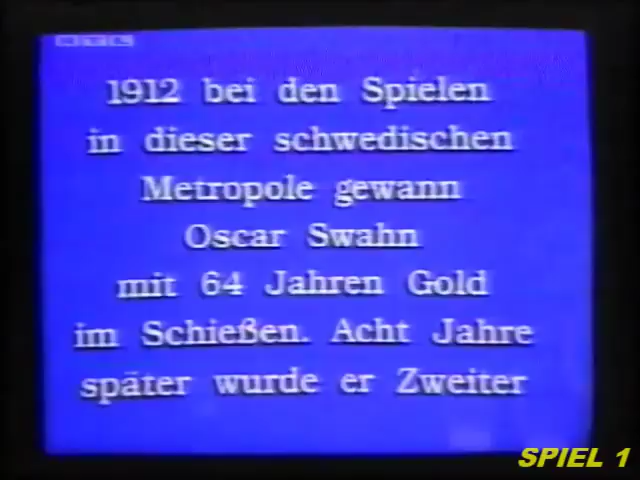 1912 bei den Spielen
in dieser schwedischen
Metropole gewann
Oscar Swahn
mit 64 Jahren Gold
im Schießen. Acht Jahre
später wurde er Zweiter
SPIEL 1